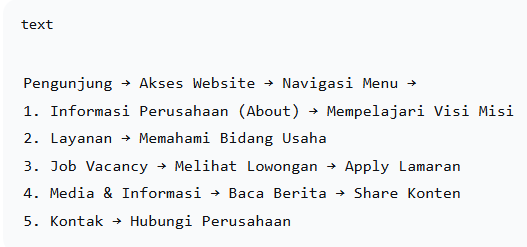 text
Pengunjung → Akses Website → Navigasi Menu →
1. Informasi Perusahaan (About) → Mempelajari Visi Misi
2. Layanan → Memahami Bidang Usaha
3. Job Vacancy → Melihat Lowongan → Apply Lamaran
4. Media & Informasi → Baca Berita → Share Konten
5. Kontak → Hubungi Perusahaan